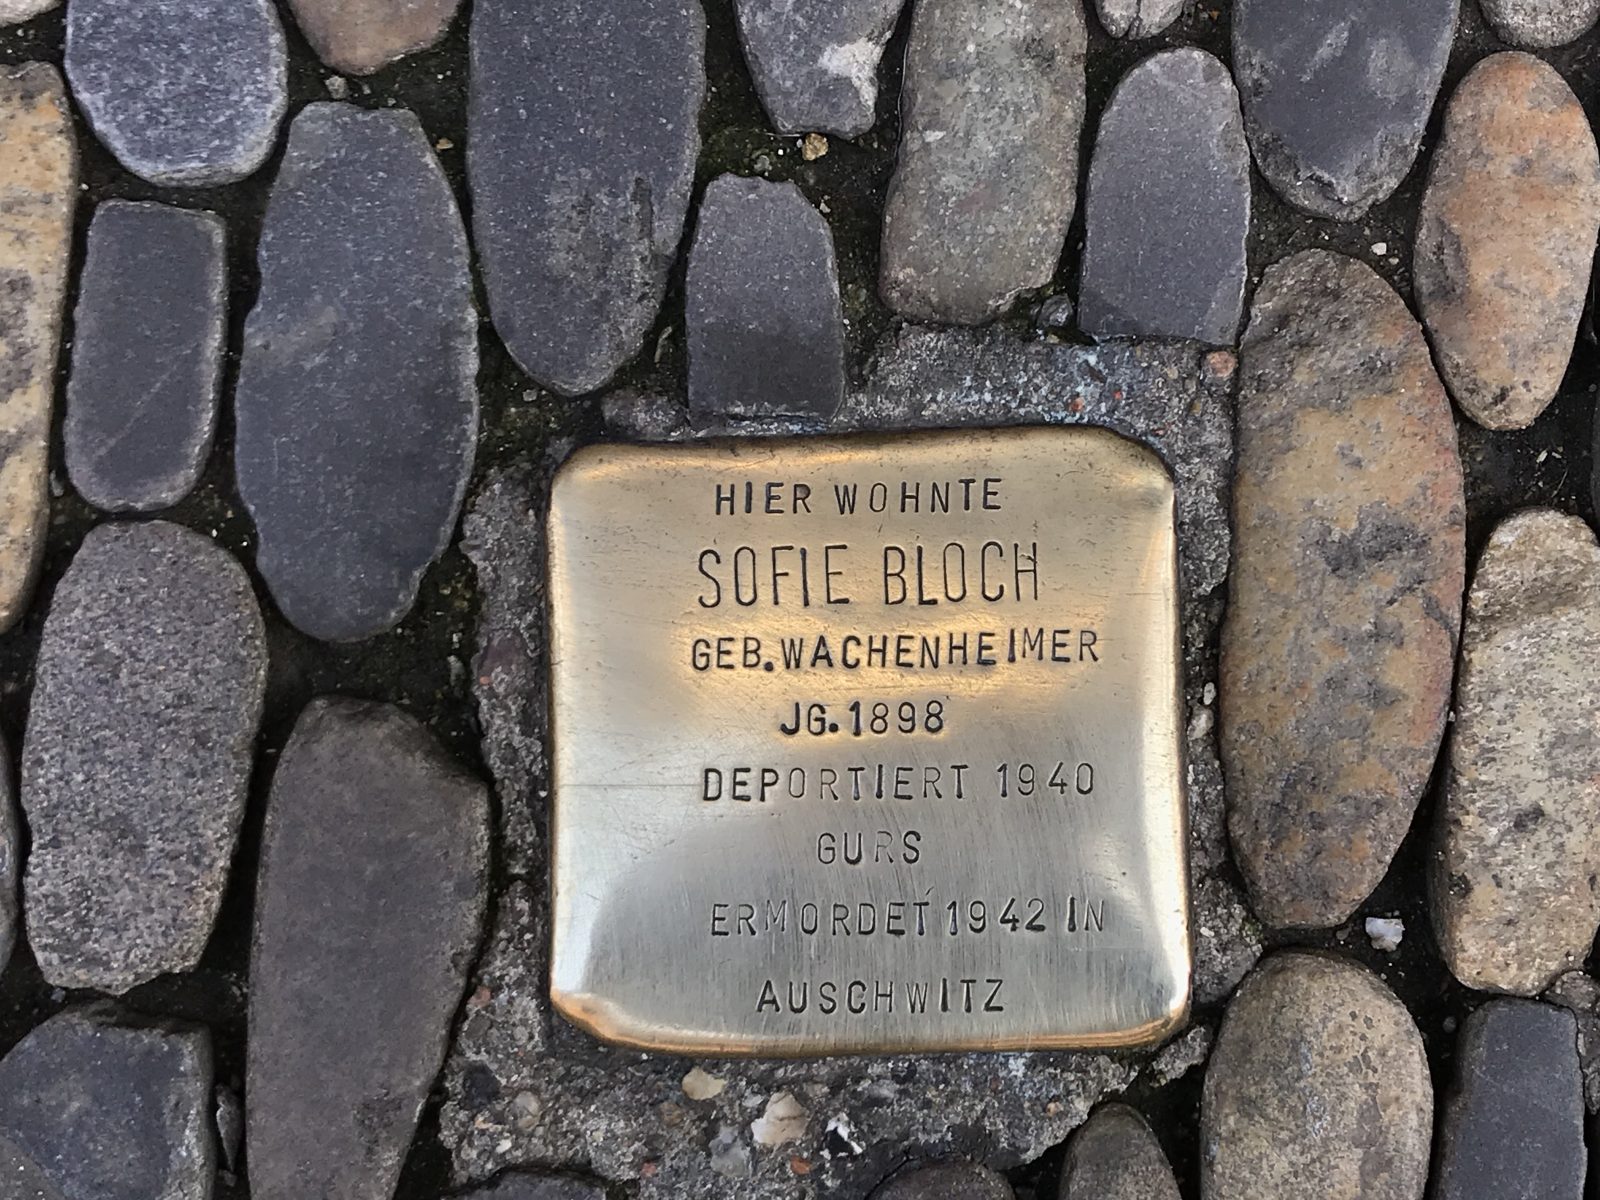 HIER WOHNTE
SOFIE BLOCH
GEB.WACHENHEIMER
JG.1898
DEPORTIERT 1940
GURS
ERMORDET 1942 IN
AUSCHWITZ